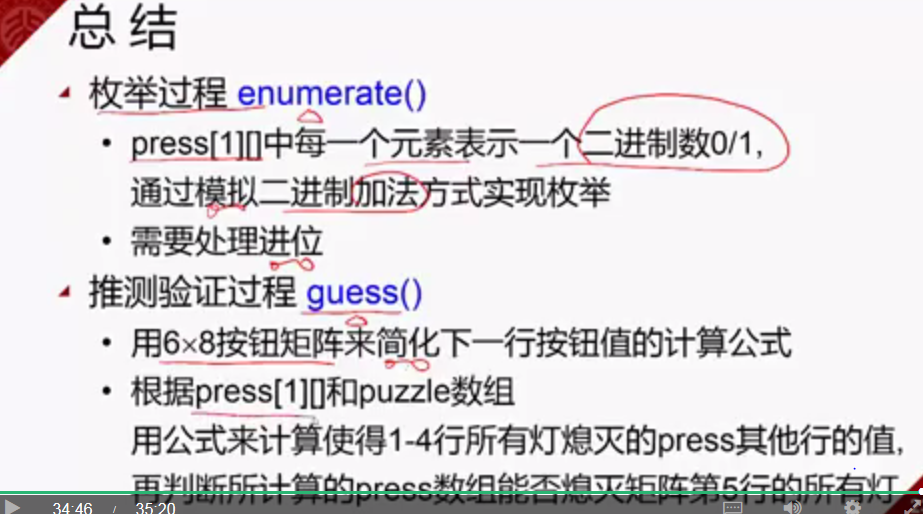 总结
枚举过程 enumerate()
• press[1][]中每一个元素表示一个二进制数0/1,
通过模拟二进制加法方式实现枚举
• 需要处理进位
推测验证过程 guess()
• 用6×8按钮矩阵来简化下一行按钮值的计算公式
• 根据press[1][]和puzzle数组
用公式来计算使得1-4行所有灯熄灭的press其他行的值,
再判断所计算的press数组能否熄灭矩阵第5行的所有灯
34:46 / 35:20